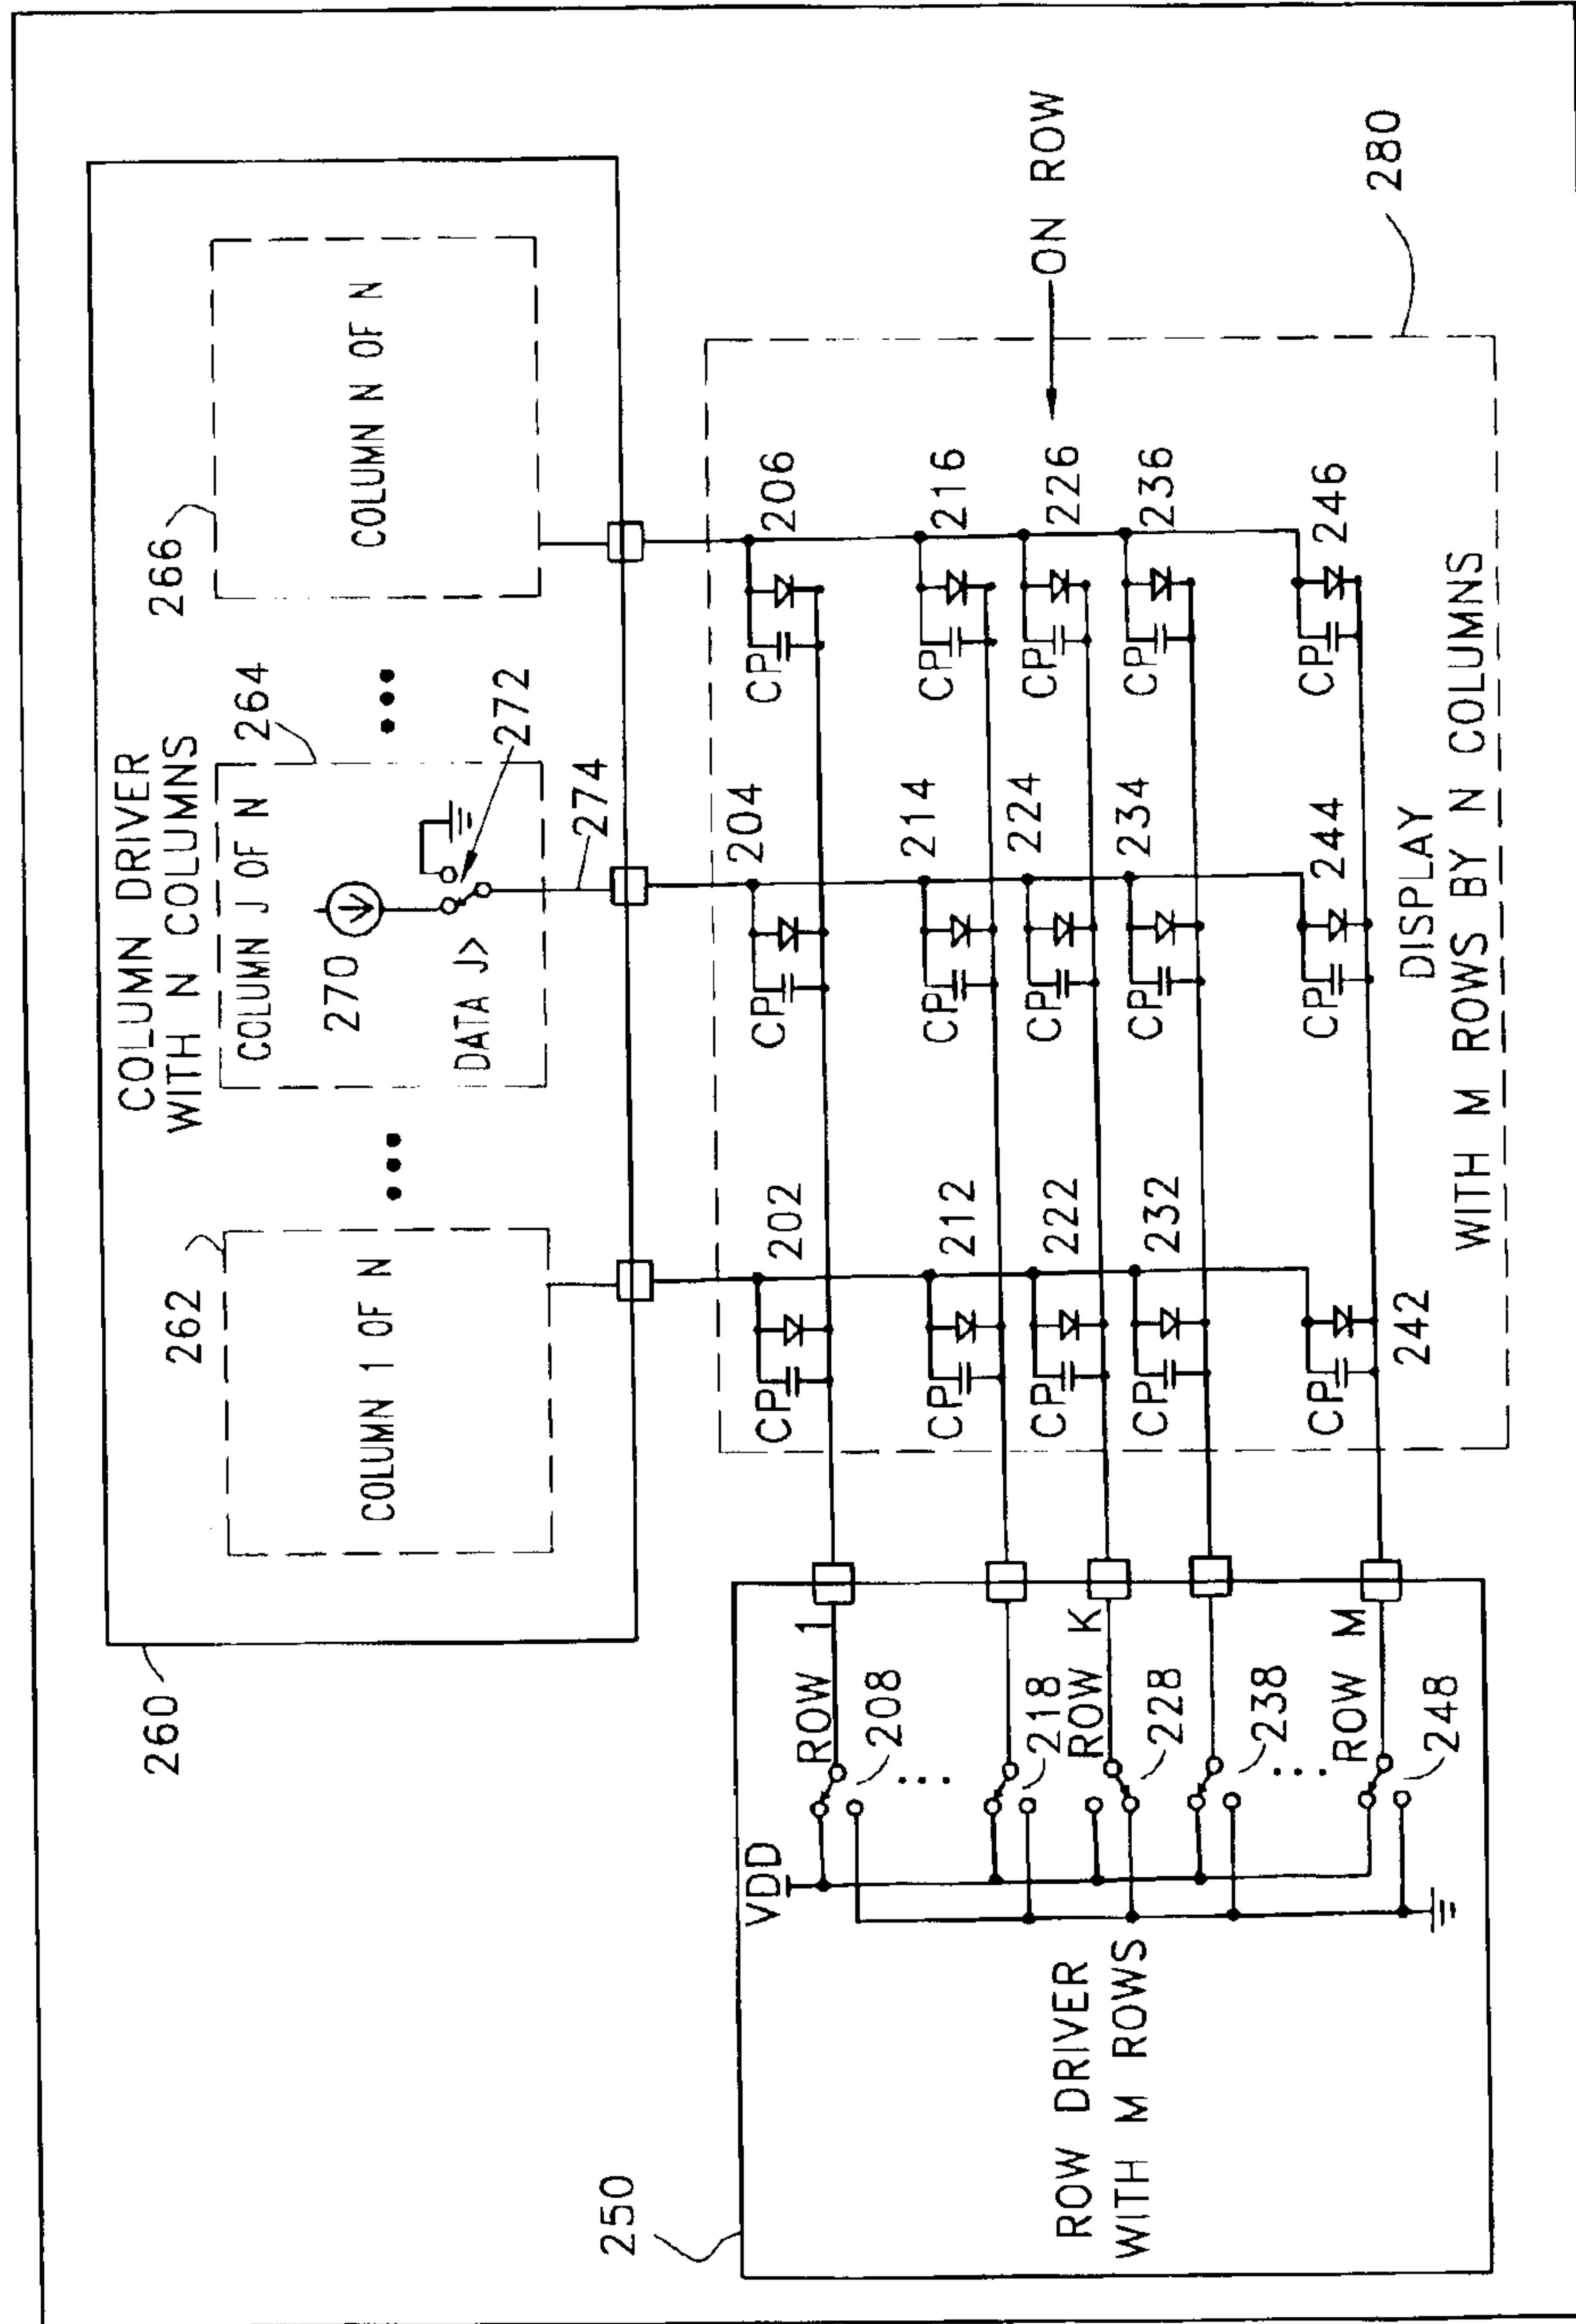 COLUMN DRIVER
WITH N COLUMNS
260
262
264
266
COLUMN 1 OF N
COLUMN J OF N
COLUMN N OF N
270
DATA J>
272
274
250
VDD
ROW 1
208
218
ROW K
228
238
ROW M
248
ROW DRIVER
WITH M ROWS
CP
202
CP
204
CP
206
CP
212
CP
214
CP
216
CP
222
CP
224
CP
226
CP
232
CP
234
CP
236
CP
242
CP
244
CP
246
ON ROW
280
DISPLAY
WITH M ROWS BY N COLUMNS